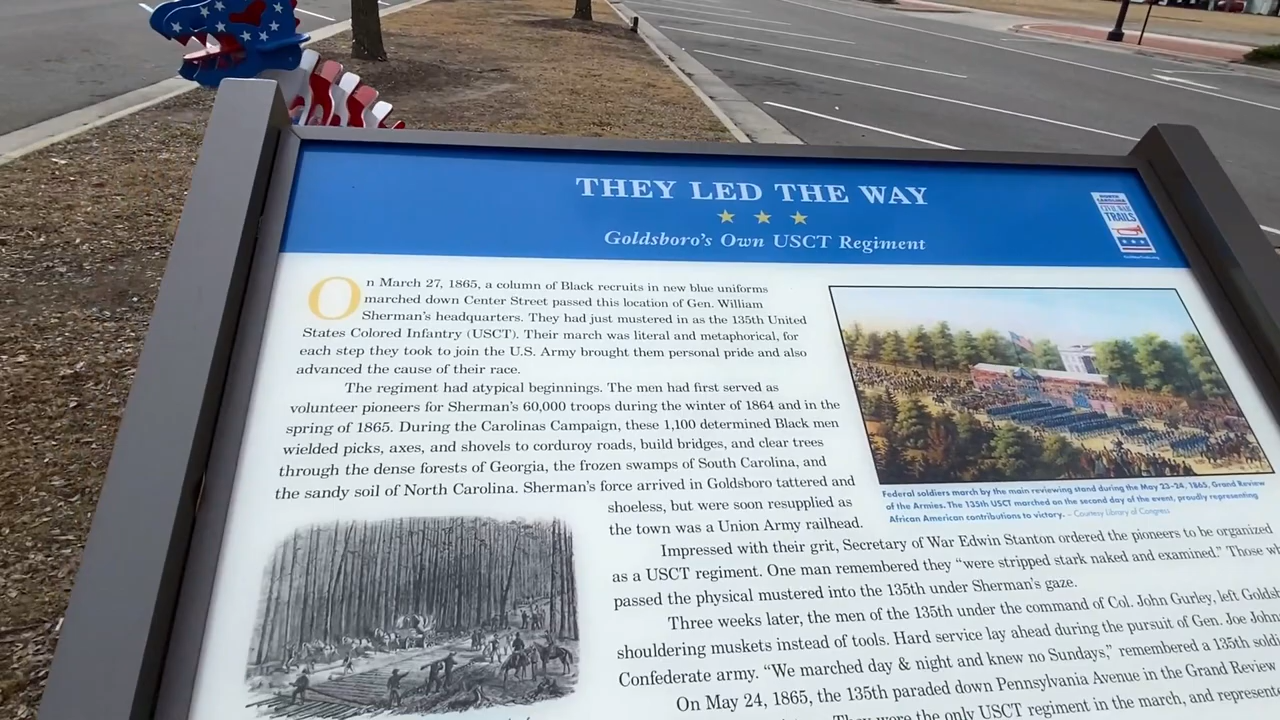 THEY LED THE WAY
Goldsboro's Own USCT Regiment
NORTH CAROLINA
CIVIL WAR
TRAILS
On March 27, 1865, a column of Black recruits in new blue uniforms
marched down Center Street passed this location of Gen. William
Sherman's headquarters. They had just mustered in as the 135th United
States Colored Infantry (USCT). Their march was literal and metaphorical, for
each step they took to join the U.S. Army brought them personal pride and also
advanced the cause of their race.
The regiment had atypical beginnings. The men had first served as
volunteer pioneers for Sherman's 60,000 troops during the winter of 1864 and in the
spring of 1865. During the Carolinas Campaign, these 1,100 determined Black men
wielded picks, axes, and shovels to corduroy roads, build bridges, and clear trees
through the dense forests of Georgia, the frozen swamps of South Carolina, and
the sandy soil of North Carolina. Sherman's force arrived in Goldsboro tattered and
shoeless, but were soon resupplied as
the town was a Union Army railhead.
Impressed with their grit, Secretary of War Edwin Stanton ordered the pioneers to be organized
as a USCT regiment. One man remembered they "were stripped stark naked and examined." Those
passed the physical mustered into the 135th under Sherman's gaze.
Three weeks later, the men of the 135th under the command of Col. John Gurley, left
shouldering muskets instead of tools. Hard service lay ahead during the pursuit of Gen. Joe
Confederate army. "We marched day & night and knew no Sundays," remembered a 135th
On May 24, 1865, the 135th paraded down Pennsylvania Avenue in the Grand Review
They were the only USCT regiment in the march, and
Federal soldiers march by the main reviewing stand during the May 23-24, 1865, Grand Review
of the Armies. The 135th USCT marched on the second day of the event, proudly representing
African American contributions to victory. – Courtesy Library of Congress